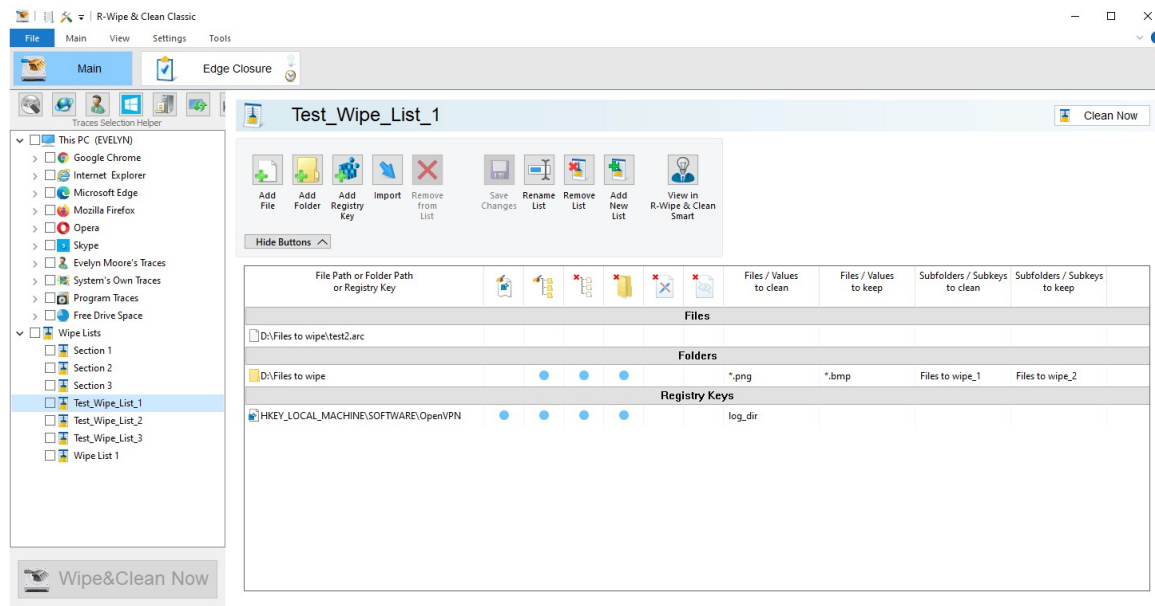 R-Wipe & Clean Classic
File Main View Settings Tools
Main Edge Closure
Traces Selection Helper
This PC (EVELYN)
Google Chrome
Internet Explorer
Microsoft Edge
Mozilla Firefox
Opera
Skype
Evelyn Moore's Traces
System's Own Traces
Program Traces
Free Drive Space
Wipe Lists
Section 1
Section 2
Section 3
Test_Wipe_List_1
Test_Wipe_List_2
Test_Wipe_List_3
Wipe List 1
Wipe&Clean Now
Test_Wipe_List_1
Clean Now
Add File
Add Folder
Add Registry Key
Import
Remove from List
Save Changes
Rename List
Remove List
Add New List
View in R-Wipe & Clean Smart
Hide Buttons
File Path or Folder Path or Registry Key
Files / Values to clean
Files / Values to keep
Subfolders / Subkeys to clean
Subfolders / Subkeys to keep
Files
D:\Files to wipe\test2.arc
Folders
D:\Files to wipe *.png *.bmp Files to wipe_1 Files to wipe_2
Registry Keys
HKEY_LOCAL_MACHINE\SOFTWARE\OpenVPN log_dir